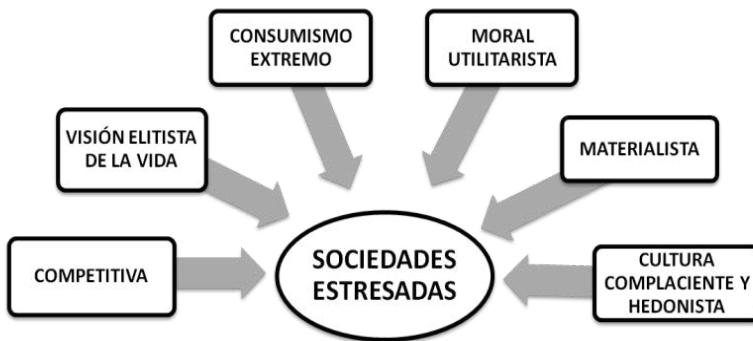 CONSUMISMO
EXTREMO
MORAL
UTILITARISTA
VISIÓN ELITISTA
DE LA VIDA
MATERIALISTA
COMPETITIVA
SOCIEDADES
ESTRESADAS
CULTURA
COMPLACIENTE Y
HEDONISTA